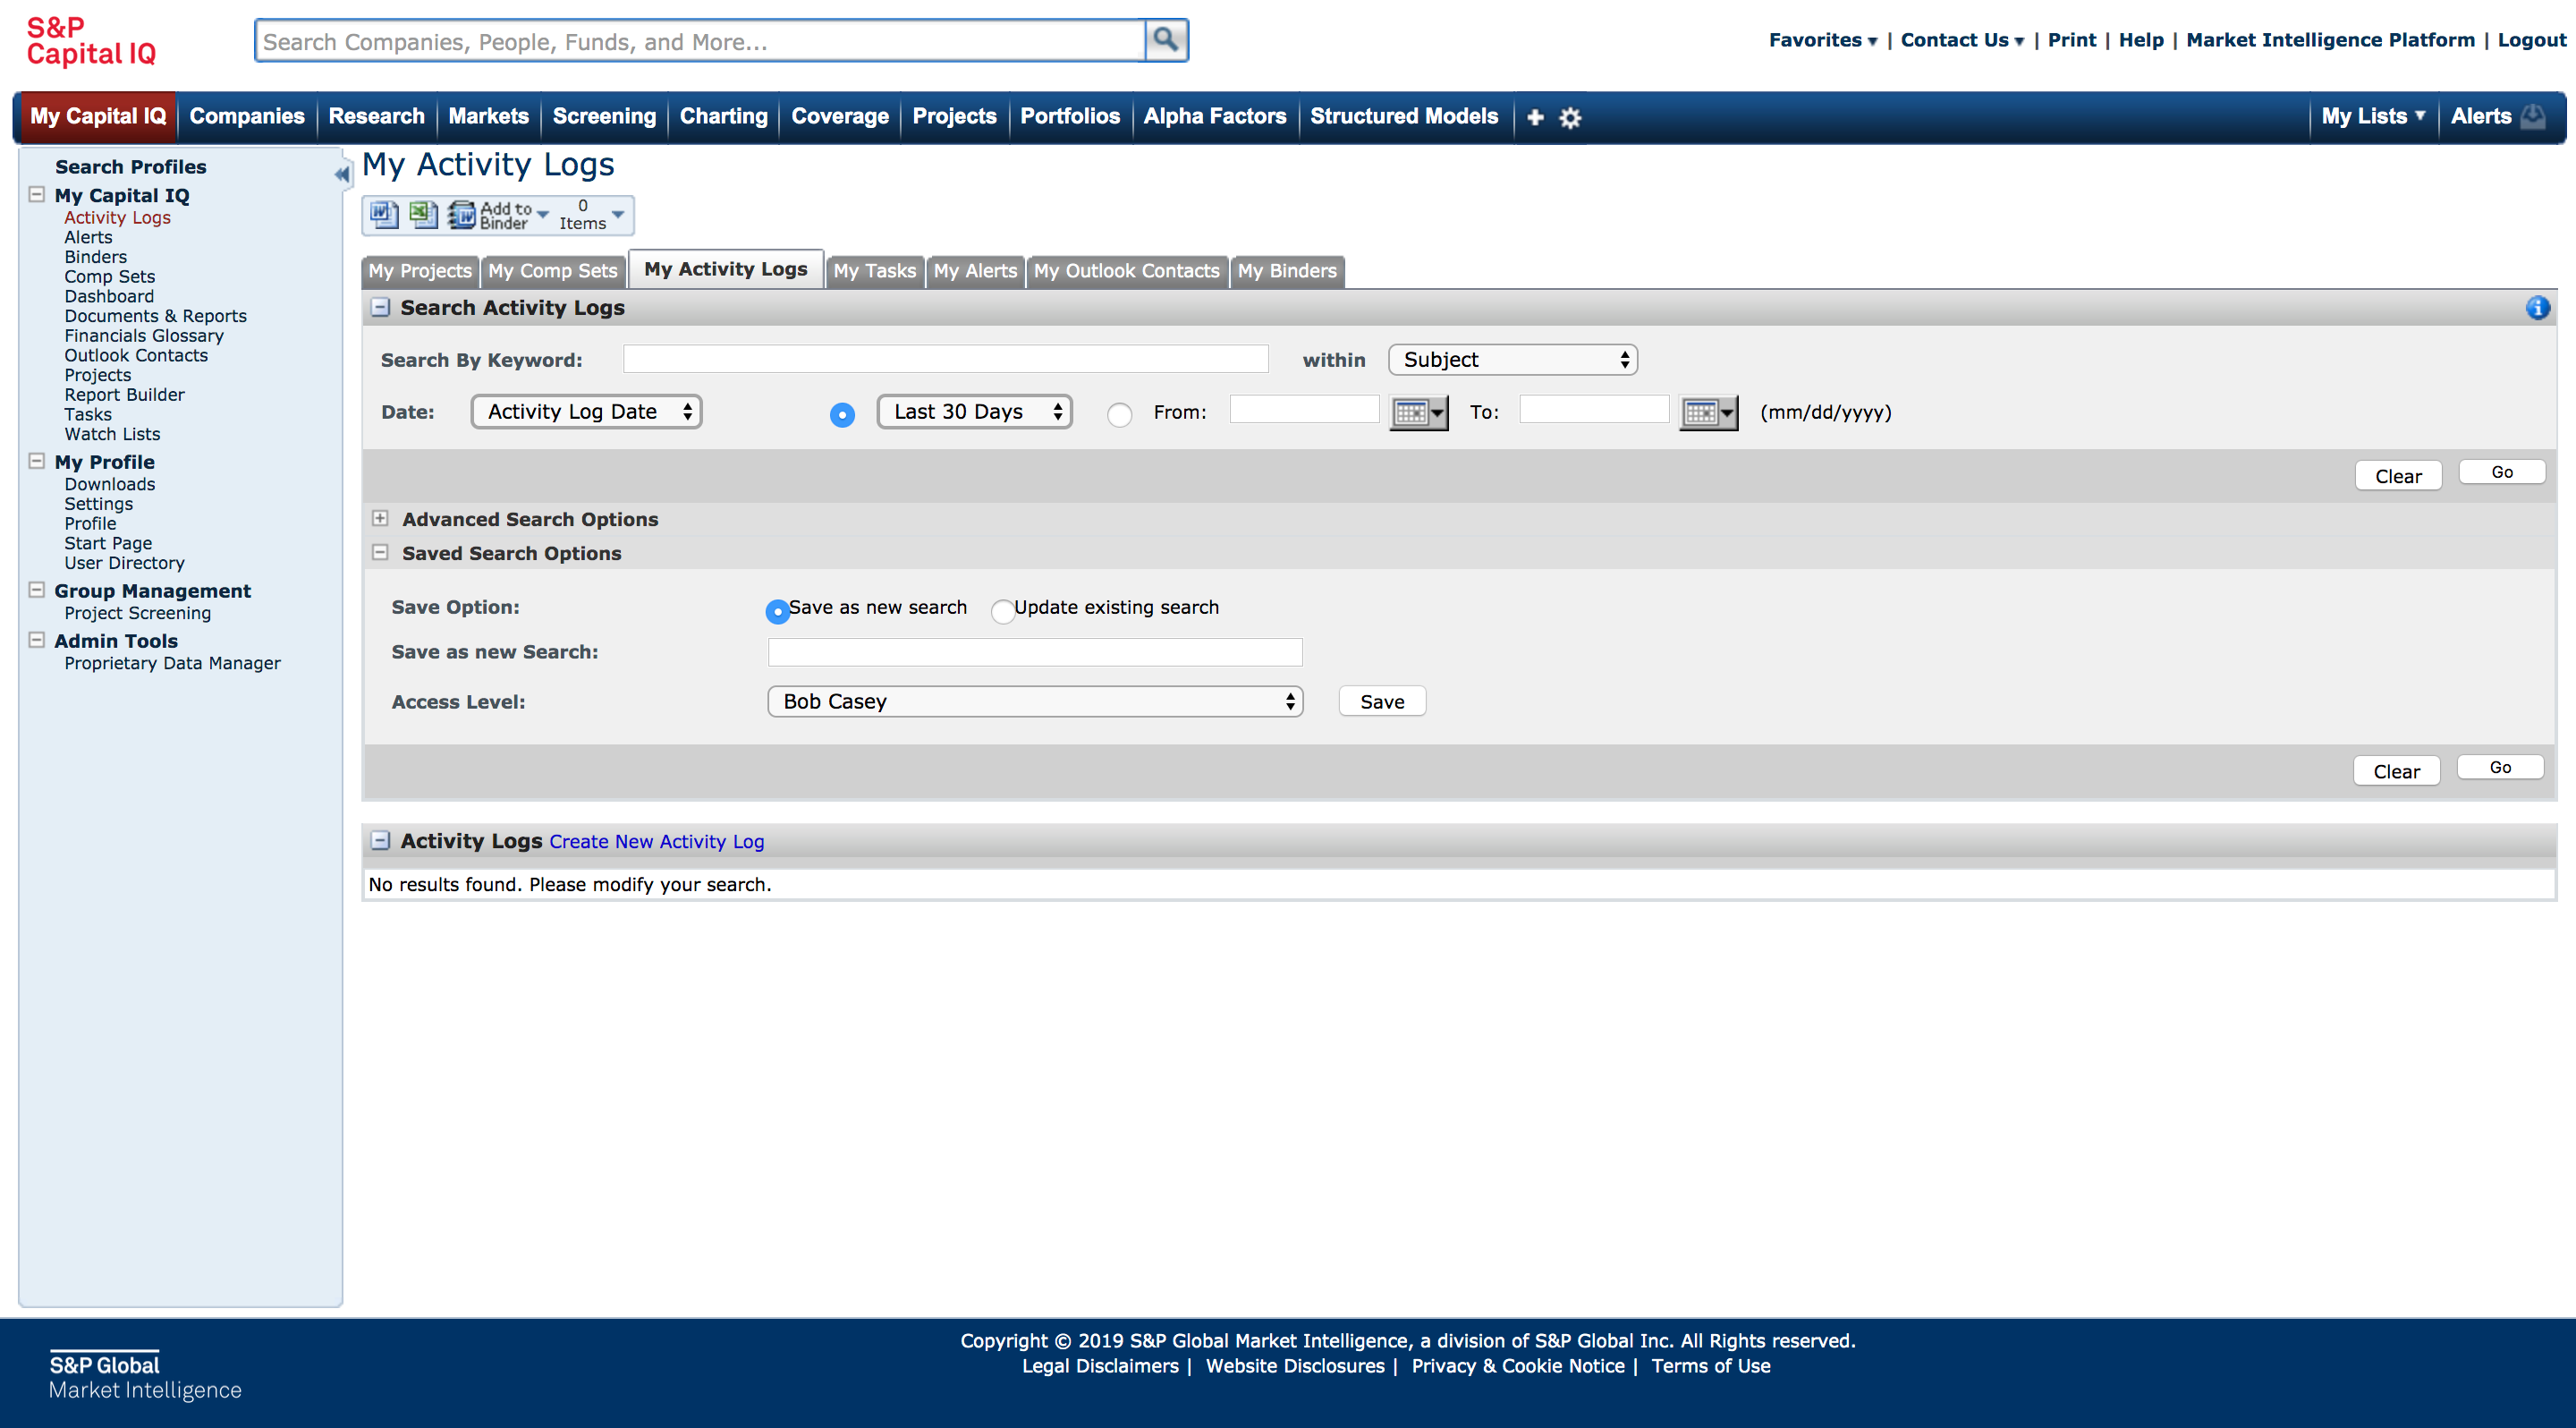 S&P
Capital IQ
Search Companies, People, Funds, and More...
Favorites | Contact Us | Print | Help | Market Intelligence Platform | Logout
My Capital IQ Companies Research Markets Screening Charting Coverage Projects Portfolios Alpha Factors Structured Models My Lists Alerts
Search Profiles
My Capital IQ
Activity Logs
Alerts
Binders
Comp Sets
Dashboard
Documents & Reports
Financials Glossary
Outlook Contacts
Projects
Report Builder
Tasks
Watch Lists
My Profile
Downloads
Settings
Profile
Start Page
User Directory
Group Management
Project Screening
Admin Tools
Proprietary Data Manager
My Activity Logs
Add to Binder 0 Items
My Projects My Comp Sets My Activity Logs My Tasks My Alerts My Outlook Contacts My Binders
Search Activity Logs
Search By Keyword: within Subject
Date: Activity Log Date Last 30 Days From: To: (mm/dd/yyyy)
Clear Go
Advanced Search Options
Saved Search Options
Save Option: Save as new search Update existing search
Save as new Search:
Access Level: Bob Casey Save
Clear Go
Activity Logs Create New Activity Log
No results found. Please modify your search.
S&P Global
Market Intelligence
Copyright © 2019 S&P Global Market Intelligence, a division of S&P Global Inc. All Rights reserved.
Legal Disclaimers | Website Disclosures | Privacy & Cookie Notice | Terms of Use